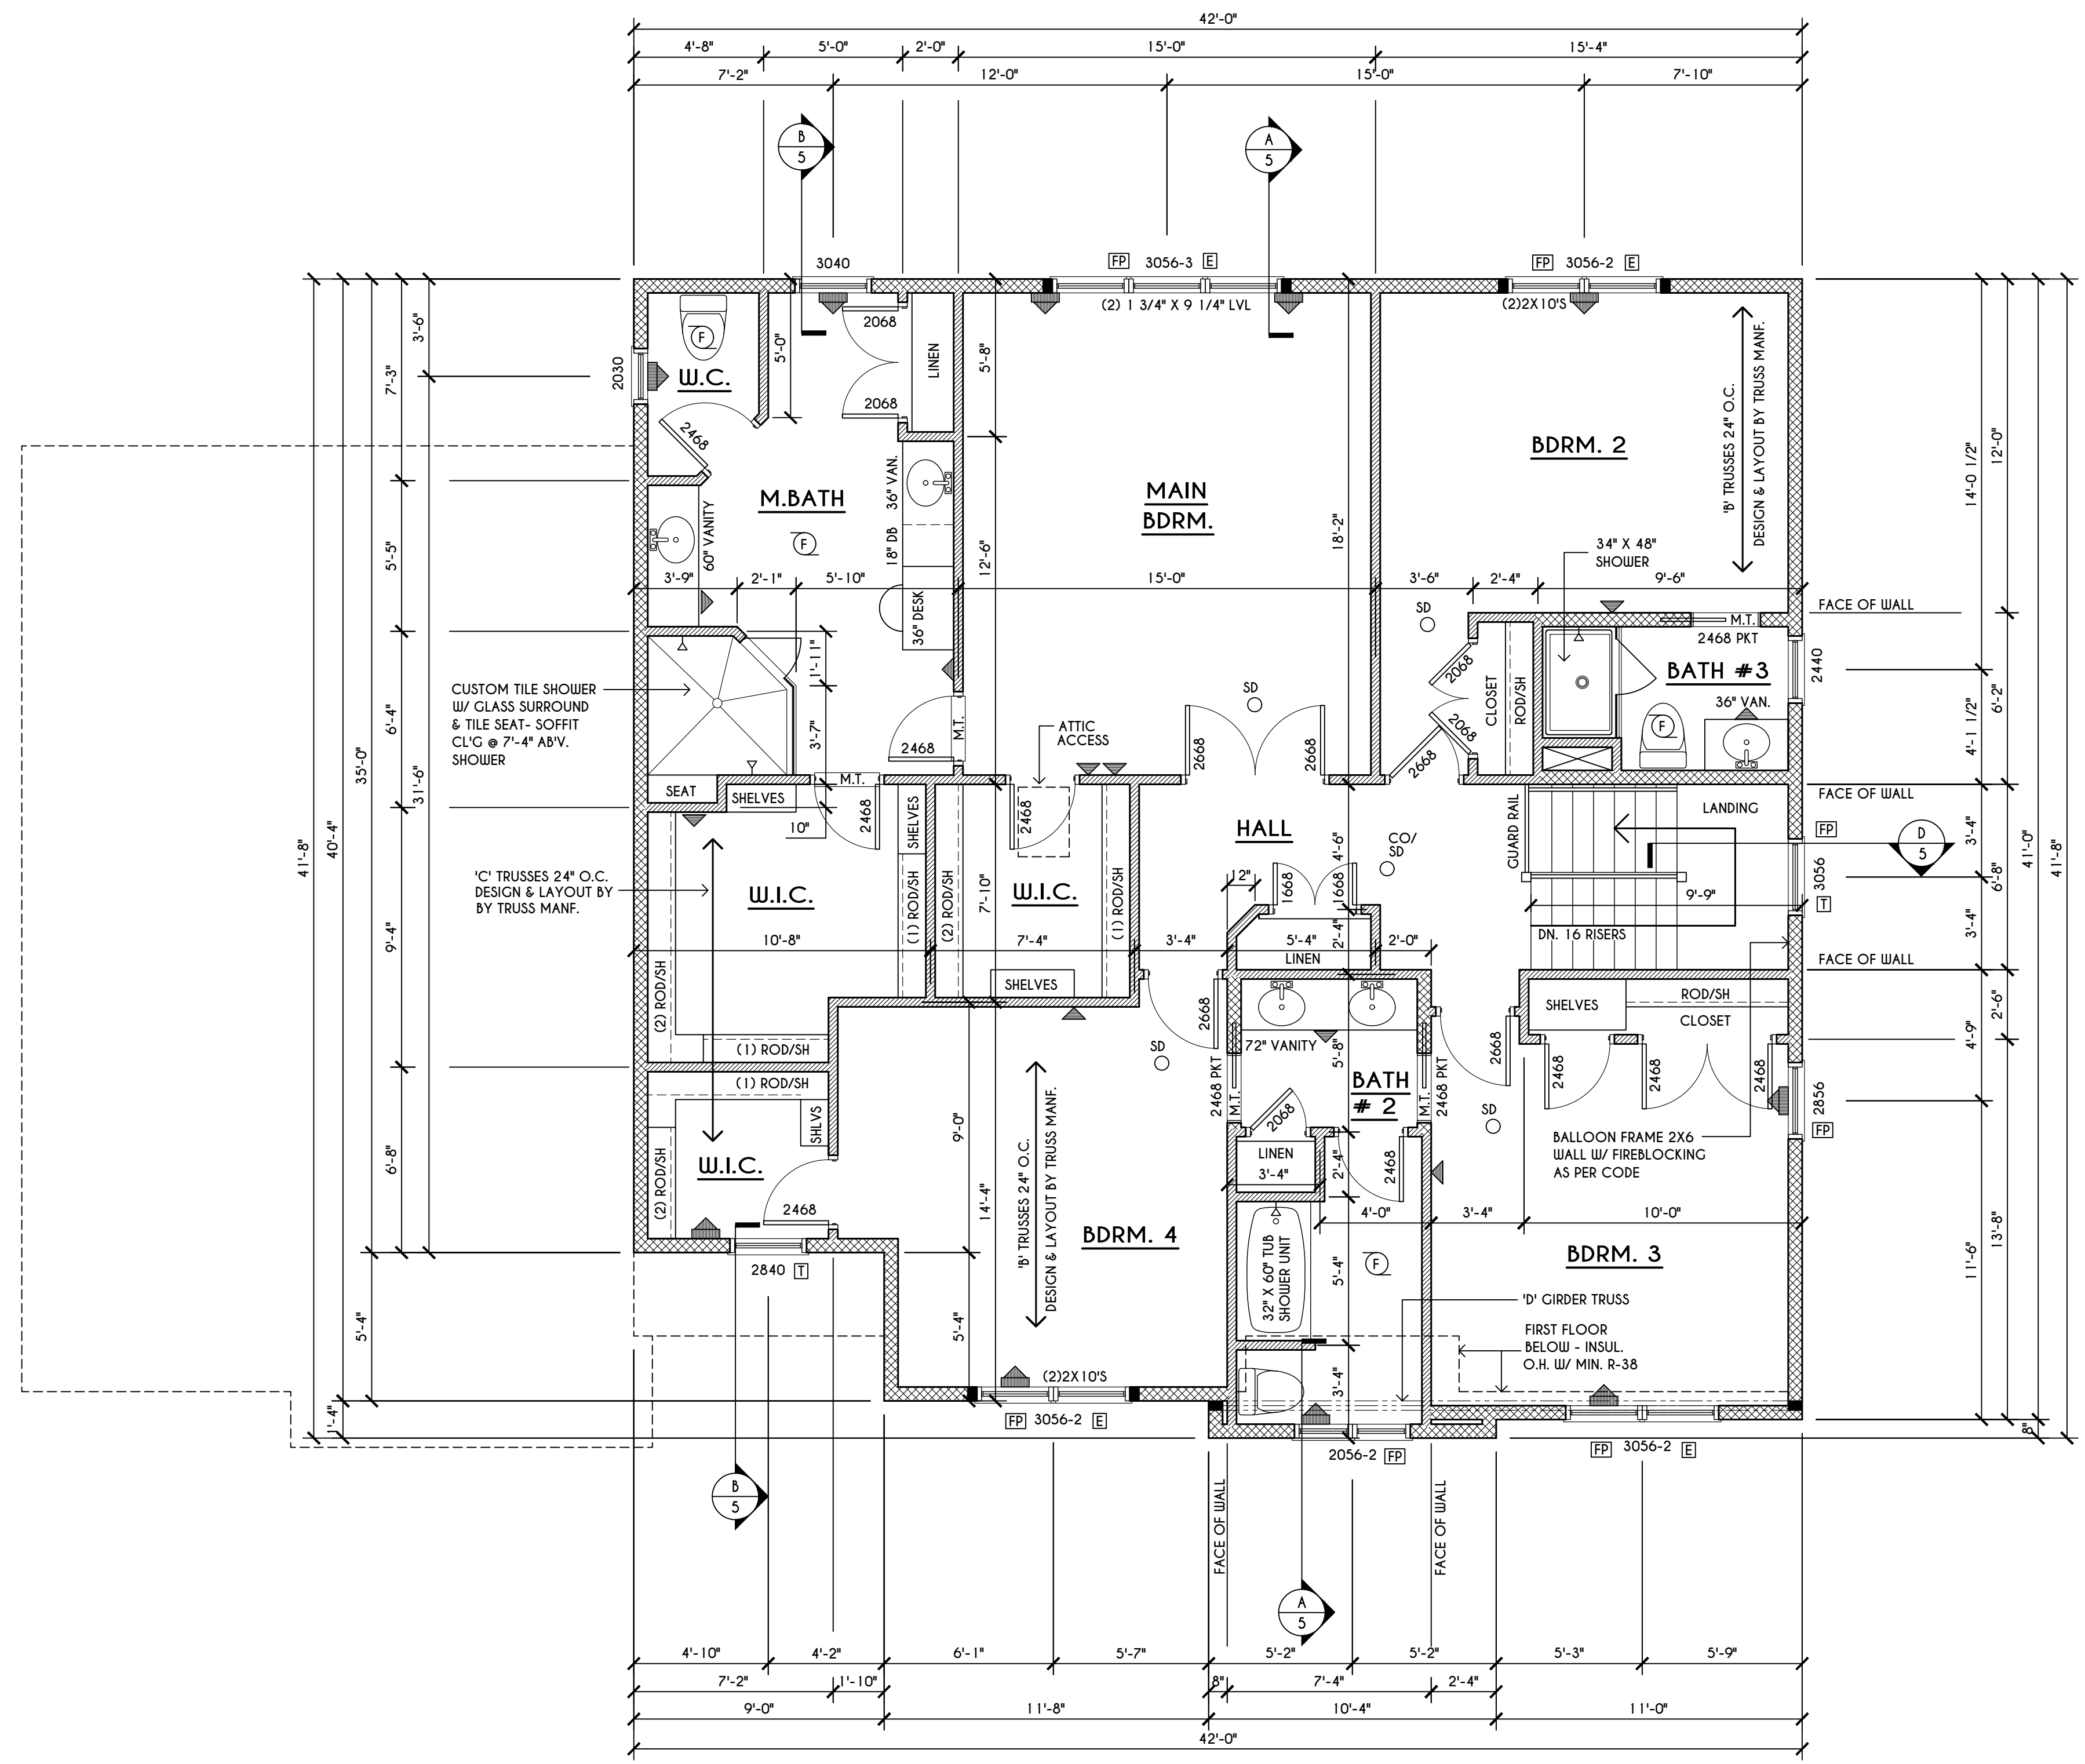 42'-0"
4'-8" 5'-0" 2'-0" 15'-0" 15'-4"
7'-2" 12'-0" 15'-0" 7'-10"
B
5
A
5
3040
FP 3056-3 E
(2) 1 3/4" X 9 1/4" LVL
FP 3056-2 E
(2)2X10'S
2030
W.C.
2468
5'-0"
2068
2068
LINEN
5'-8"
12'-6"
18'-2"
M.BATH
F
F
60" VANITY
36" VAN.
18" DB
36" DESK
MAIN
BDRM.
BDRM. 2
'B' TRUSSES 24" O.C.
DESIGN & LAYOUT BY TRUSS MANF.
34" X 48"
SHOWER
3'-9" 2'-1" 5'-10" 15'-0" 3'-6" 2'-4" 9'-6"
FACE OF WALL
SD
M.T.
2468 PKT
BATH #3
36" VAN.
F
2440
2068
2068
2668
CLOSET
ROD/SH
CUSTOM TILE SHOWER
W/ GLASS SURROUND
& TILE SEAT- SOFFIT
CL'G @ 7'-4" AB'V.
SHOWER
1'-11"
3'-7"
2468
M.T.
ATTIC
ACCESS
SD
2668
2668
SEAT
SHELVES
M.T.
10"
2468
SHELVES
2468
HALL
CO/
SD
GUARD RAIL
LANDING
FACE OF WALL
FP
3056
T
D
5
9'-9"
DN. 16 RISERS
'C' TRUSSES 24" O.C.
DESIGN & LAYOUT BY
BY TRUSS MANF.
W.I.C.
(1) ROD/SH
(2) ROD/SH
7'-10"
W.I.C.
(1) ROD/SH
12"
1668
1668
4'-6"
2'-4"
10'-8" 7'-4" 3'-4" 5'-4" 2'-0"
LINEN
FACE OF WALL
(2) ROD/SH
(1) ROD/SH
SHELVES
2668
SD
72" VANITY
5'-8"
2468 PKT
M.T.
BATH
# 2
M.T.
2468 PKT
2668
SHELVES
ROD/SH
CLOSET
2468
2468
2468
2856
FP
SD
(1) ROD/SH
SHLVS
W.I.C.
(2) ROD/SH
2468
2840 T
9'-0"
14'-4"
5'-4"
'B' TRUSSES 24" O.C.
DESIGN & LAYOUT BY TRUSS MANF.
BDRM. 4
2068
LINEN
3'-4"
2'-4"
2468
4'-0" 3'-4" 10'-0"
BALLOON FRAME 2X6
WALL W/ FIREBLOCKING
AS PER CODE
BDRM. 3
32" X 60" TUB
SHOWER UNIT
5'-4"
F
3'-4"
'D' GIRDER TRUSS
FIRST FLOOR
BELOW - INSUL.
O.H. W/ MIN. R-38
(2)2X10'S
FP 3056-2 E
2056-2 FP
FP 3056-2 E
FACE OF WALL
FACE OF WALL
B
5
A
5
41'-8"
40'-4"
1'-4"
35'-0"
5'-4"
7'-3"
5'-5"
6'-4"
9'-4"
6'-8"
3'-6"
31'-6"
14'-0 1/2"
4'-1 1/2"
3'-4"
3'-4"
4'-9"
11'-6"
12'-0"
6'-2"
6'-8"
2'-6"
13'-8"
41'-0"
8"
41'-8"
4'-10" 4'-2" 6'-1" 5'-7" 5'-2" 5'-2" 5'-3" 5'-9"
7'-2" 1'-10" 8" 7'-4" 2'-4"
9'-0" 11'-8" 10'-4" 11'-0"
42'-0"